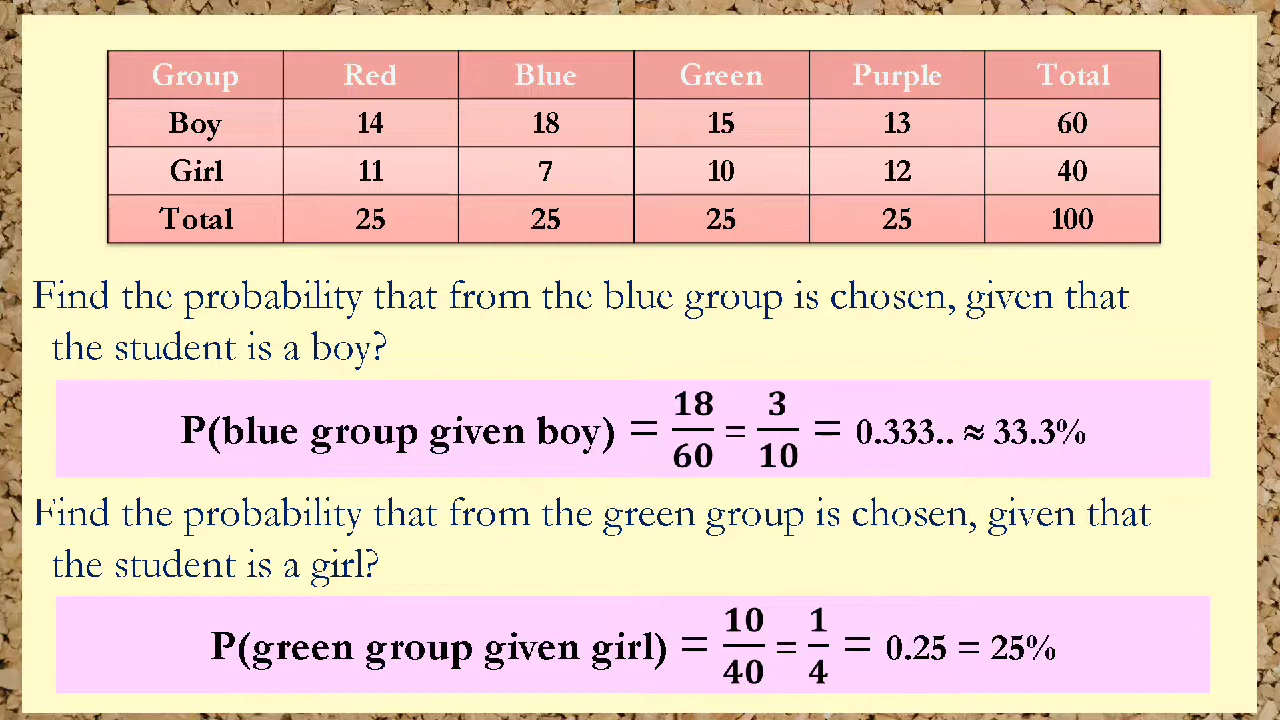 Group Red Blue Green Purple Total
Boy 14 18 15 13 60
Girl 11 7 10 12 40
Total 25 25 25 25 100
Find the probability that from the blue group is chosen, given that
the student is a boy?
P(blue group given boy) = 18/60 = 3/10 = 0.333.. ≈ 33.3%
Find the probability that from the green group is chosen, given that
the student is a girl?
P(green group given girl) = 10/40 = 1/4 = 0.25 = 25%